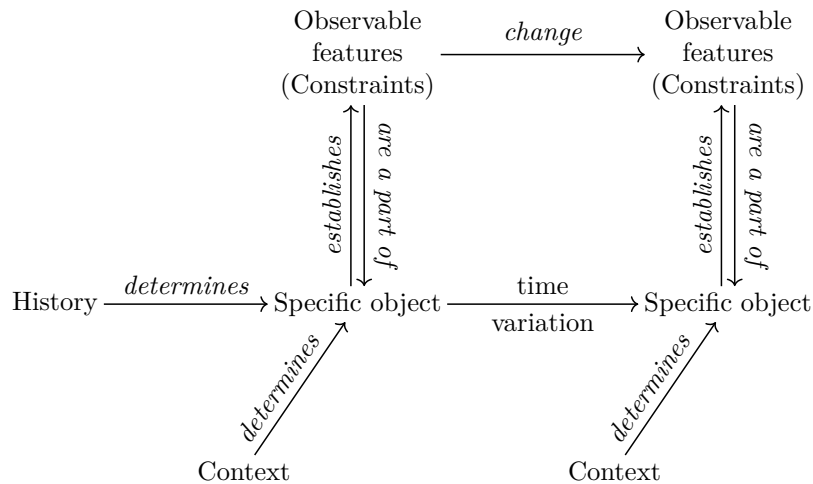 Observable
features
(Constraints)
change
Observable
features
(Constraints)
establishes
are a part of
establishes
are a part of
History
determines
Specific object
time
variation
Specific object
determines
determines
Context
Context